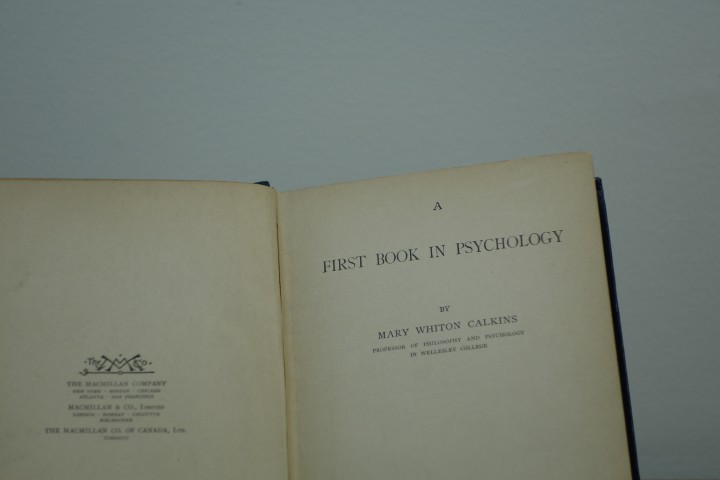 The M Co.
THE MACMILLAN COMPANY
NEW YORK · BOSTON · CHICAGO
ATLANTA · SAN FRANCISCO
MACMILLAN & CO., LIMITED
LONDON · BOMBAY · CALCUTTA
MELBOURNE
THE MACMILLAN CO. OF CANADA, LTD.
TORONTO
A
FIRST BOOK IN PSYCHOLOGY
BY
MARY WHITON CALKINS
PROFESSOR OF PHILOSOPHY AND PSYCHOLOGY
IN WELLESLEY COLLEGE